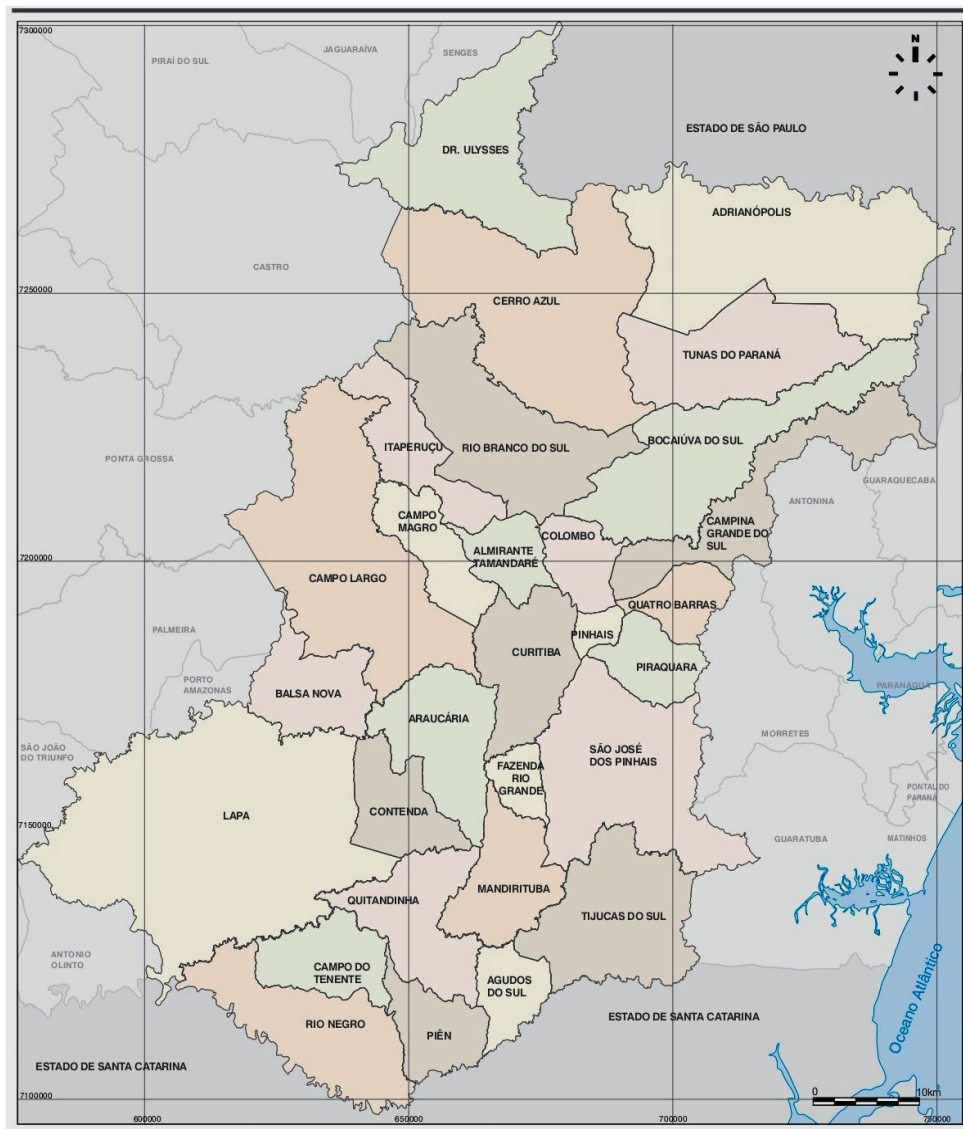 7300000
JAGUARAÍVA
SENGES
PIRAÍ DO SUL
N
DR. ULYSSES
ESTADO DE SÃO PAULO
ADRIANÓPOLIS
CASTRO
7250000
CERRO AZUL
TUNAS DO PARANÁ
ITAPERUÇU
RIO BRANCO DO SUL
BOCAIÚVA DO SUL
PONTA GROSSA
GUARAQUECABA
ANTONINA
CAMPO
MAGRO
CAMPINA
GRANDE DO
SUL
COLOMBO
ALMIRANTE
TAMANDARÉ
7200000
CAMPO LARGO
QUATRO BARRAS
PALMEIRA
PINHAIS
CURITIBA
PIRAQUARA
PORTO
AMAZONAS
BALSA NOVA
PARANAGUÁ
ARAUCÁRIA
SÃO JOÃO
DO TRIUNFO
MORRETES
SÃO JOSÉ
DOS PINHAIS
FAZENDA
RIO
GRANDE
PONTAL DO
PARANÁ
LAPA
CONTENDA
7150000
GUARATUBA
MATINHOS
MANDIRITUBA
QUITANDINHA
TIJUCAS DO SUL
ANTONIO
OLINTO
CAMPO DO
TENENTE
AGUDOS
DO SUL
Oceano Atlântico
RIO NEGRO
ESTADO DE SANTA CATARINA
PIÊN
ESTADO DE SANTA CATARINA
0 10km
7100000
600000
650000
700000